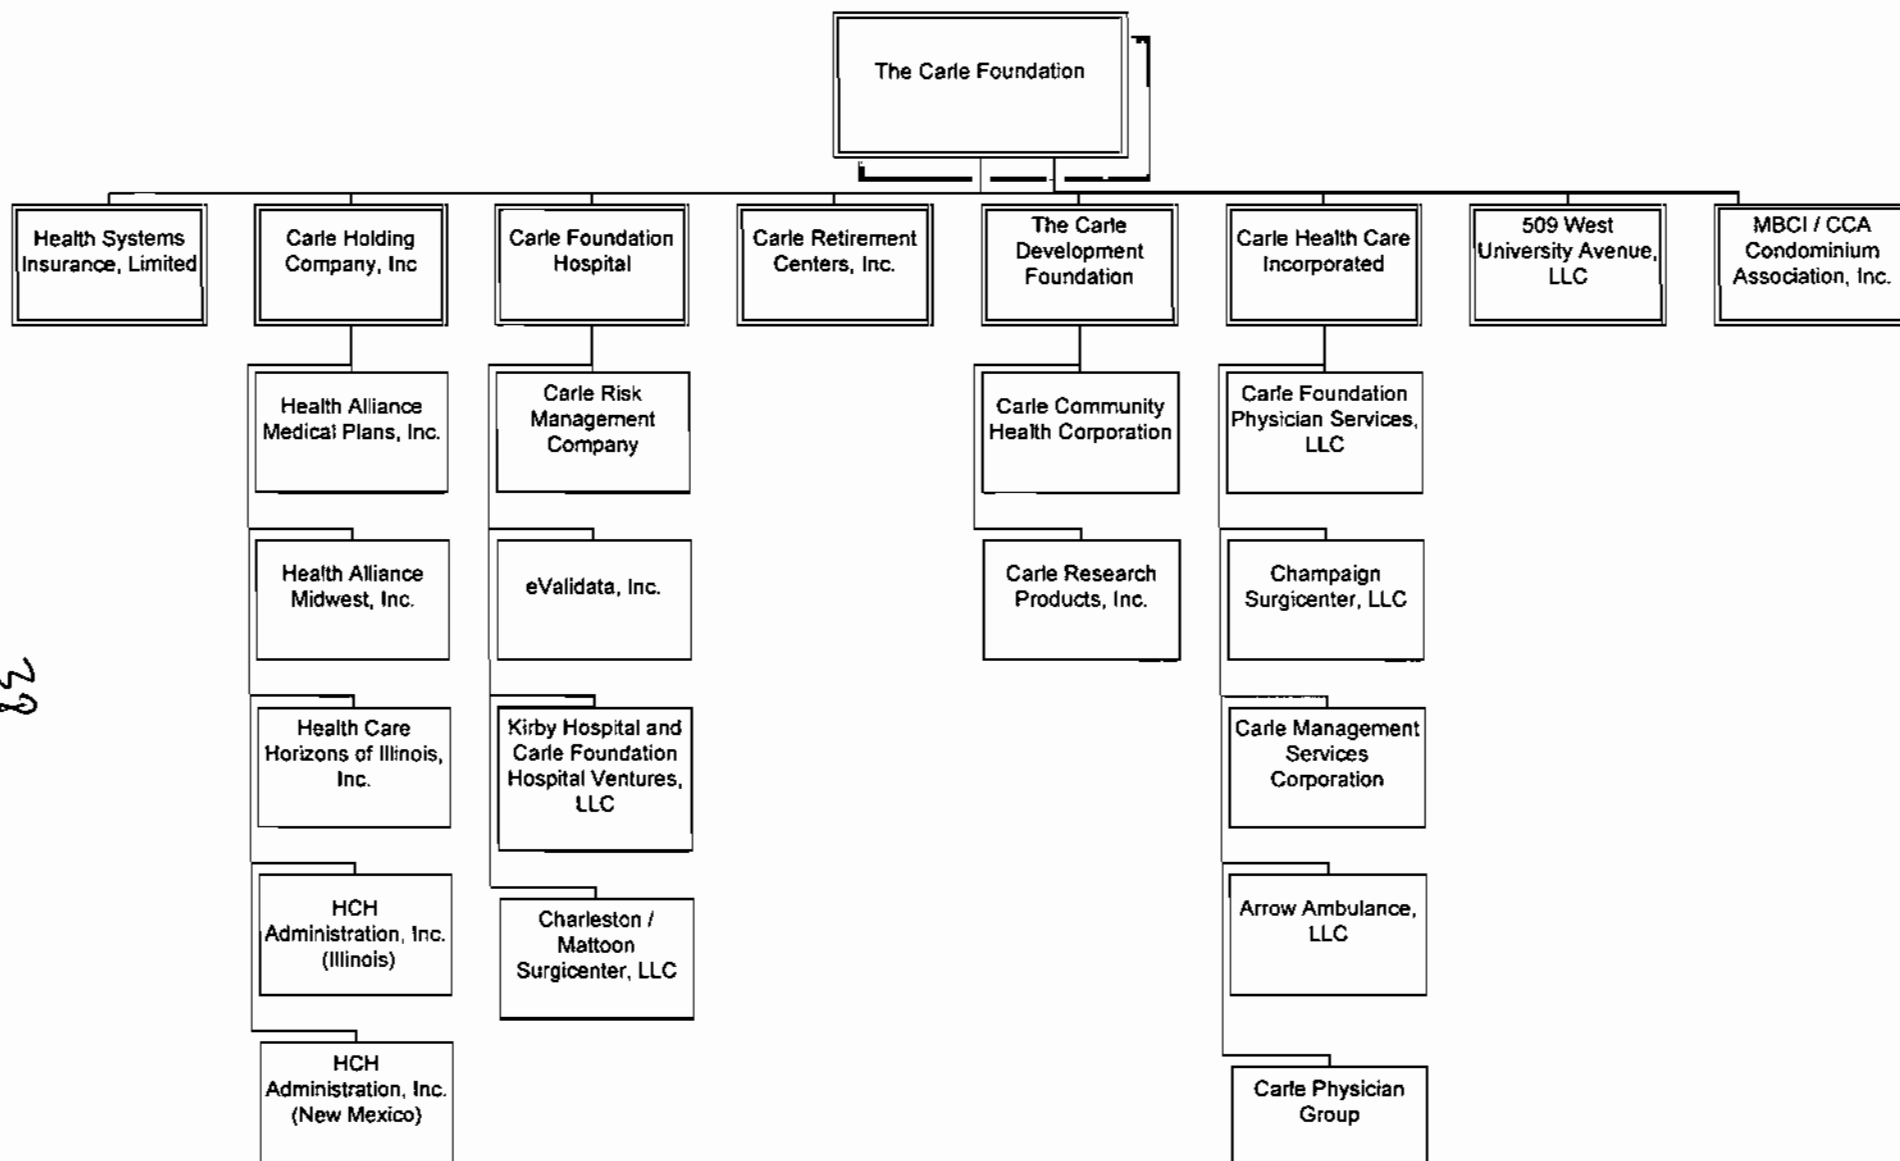 The Carle Foundation
Health Systems
Insurance, Limited
Carle Holding
Company, Inc
Carle Foundation
Hospital
Carle Retirement
Centers, Inc.
The Carle
Development
Foundation
Carle Health Care
Incorporated
509 West
University Avenue,
LLC
MBCI / CCA
Condominium
Association, Inc.
Health Alliance
Medical Plans, Inc.
Carle Risk
Management
Company
Carle Community
Health Corporation
Carle Foundation
Physician Services,
LLC
Health Alliance
Midwest, Inc.
eValidata, Inc.
Carle Research
Products, Inc.
Champaign
Surgicenter, LLC
Health Care
Horizons of Illinois,
Inc.
Kirby Hospital and
Carle Foundation
Hospital Ventures,
LLC
Carle Management
Services
Corporation
HCH
Administration, Inc.
(Illinois)
Charleston /
Mattoon
Surgicenter, LLC
Arrow Ambulance,
LLC
HCH
Administration, Inc.
(New Mexico)
Carle Physician
Group